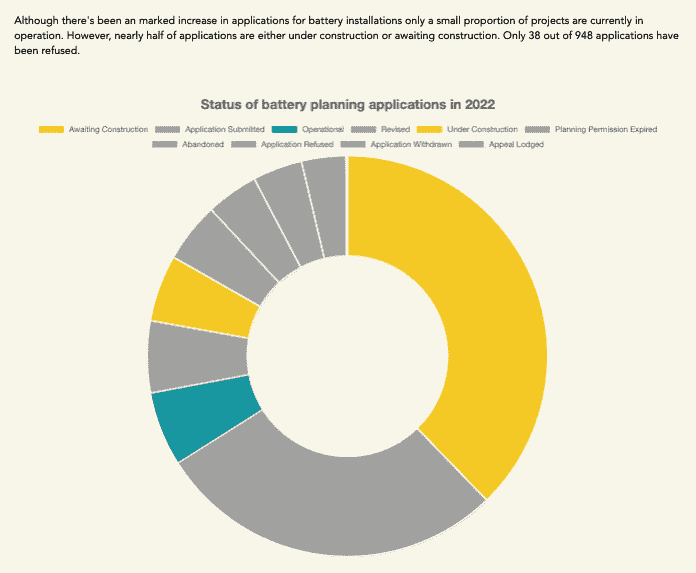 Although there's been an marked increase in applications for battery installations only a small proportion of projects are currently in
operation. However, nearly half of applications are either under construction or awaiting construction. Only 38 out of 948 applications have
been refused.
Status of battery planning applications in 2022
Awaiting Construction Application Submitted Operational Revised Under Construction Planning Permission Expired
Abandoned Application Refused Application Withdrawn Appeal Lodged